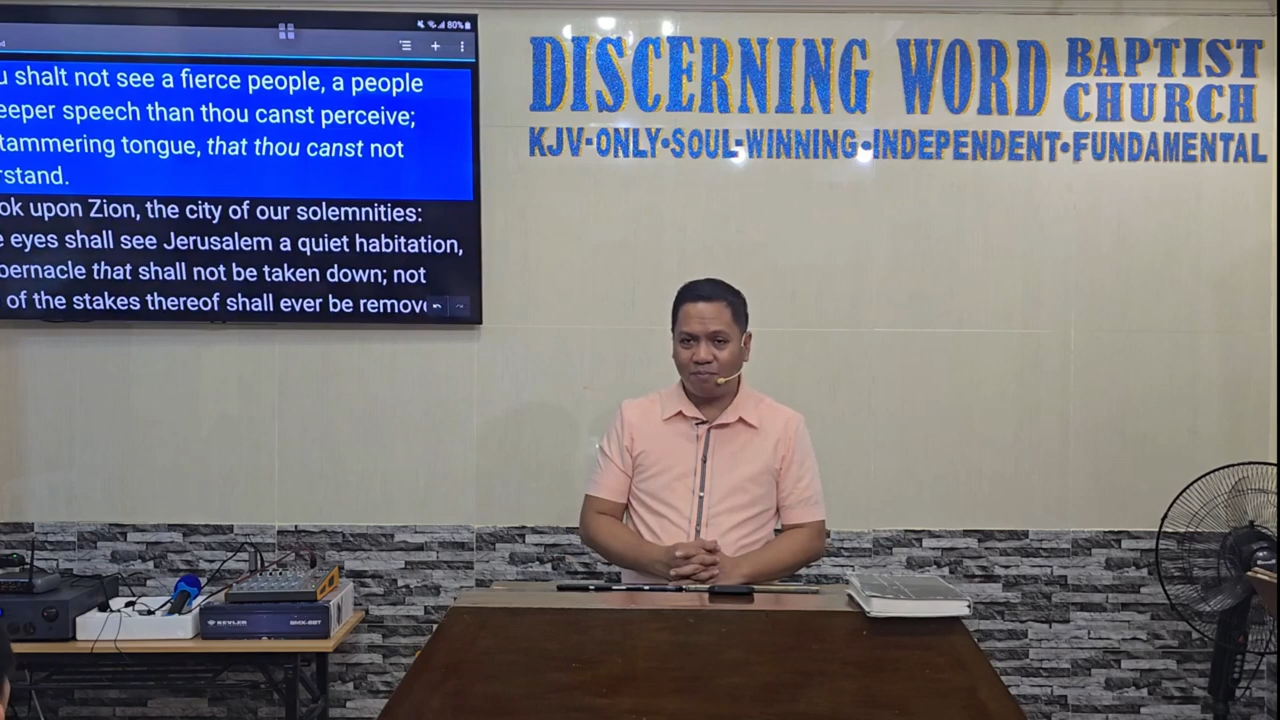 80%
u shalt not see a fierce people, a people
eeper speech than thou canst perceive;
tammering tongue, that thou canst not
rstand.
ok upon Zion, the city of our solemnities:
e eyes shall see Jerusalem a quiet habitation,
bernacle that shall not be taken down; not
of the stakes thereof shall ever be remove
DISCERNING WORD BAPTIST CHURCH
KJV-ONLY•SOUL-WINNING•INDEPENDENT•FUNDAMENTAL
KEVLER